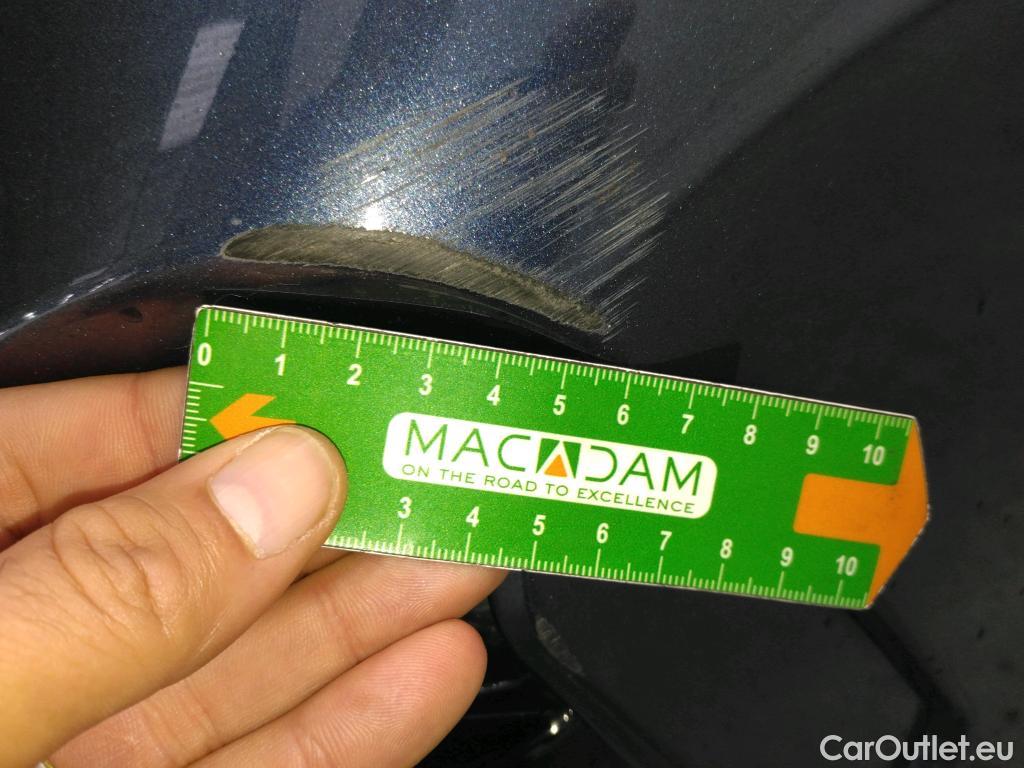 0 1 2 3 4 5 6 7 8 9 10
MACADAM
ON THE ROAD TO EXCELLENCE
3 4 5 6 7 8 9 10
CarOutlet.eu